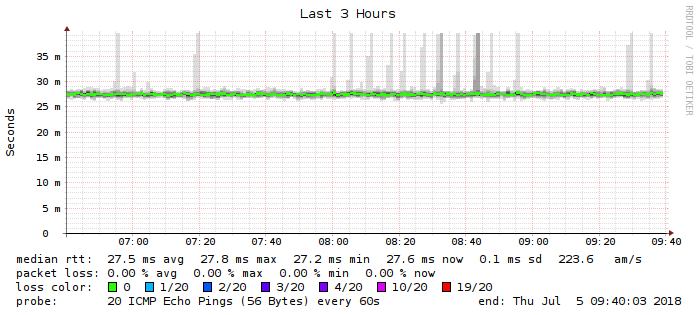 Last 3 Hours
RRDTOOL / TOBI OETIKER
Seconds
35 m
30 m
25 m
20 m
15 m
10 m
5 m
0
07:00 07:20 07:40 08:00 08:20 08:40 09:00 09:20 09:40
median rtt: 27.5 ms avg 27.8 ms max 27.2 ms min 27.6 ms now 0.1 ms sd 223.6 am/s
packet loss: 0.00 % avg 0.00 % max 0.00 % min 0.00 % now
loss color: 0 1/20 2/20 3/20 4/20 10/20 19/20
probe: 20 ICMP Echo Pings (56 Bytes) every 60s end: Thu Jul 5 09:40:03 2018